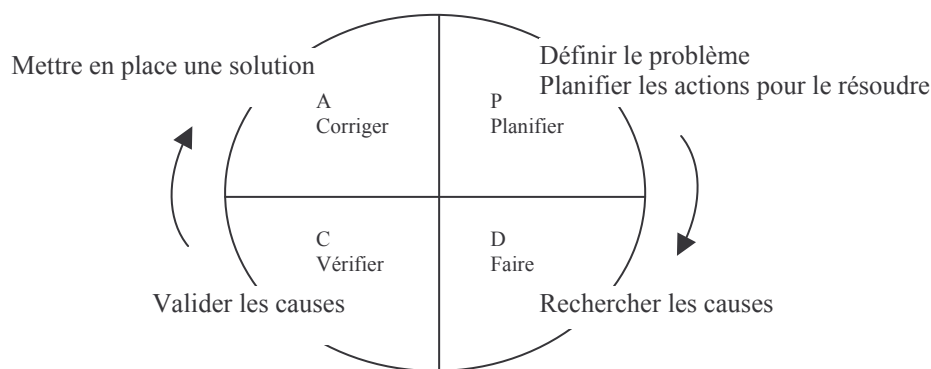 Mettre en place une solution
Définir le problème
Planifier les actions pour le résoudre
A
Corriger
P
Planifier
C
Vérifier
D
Faire
Valider les causes
Rechercher les causes